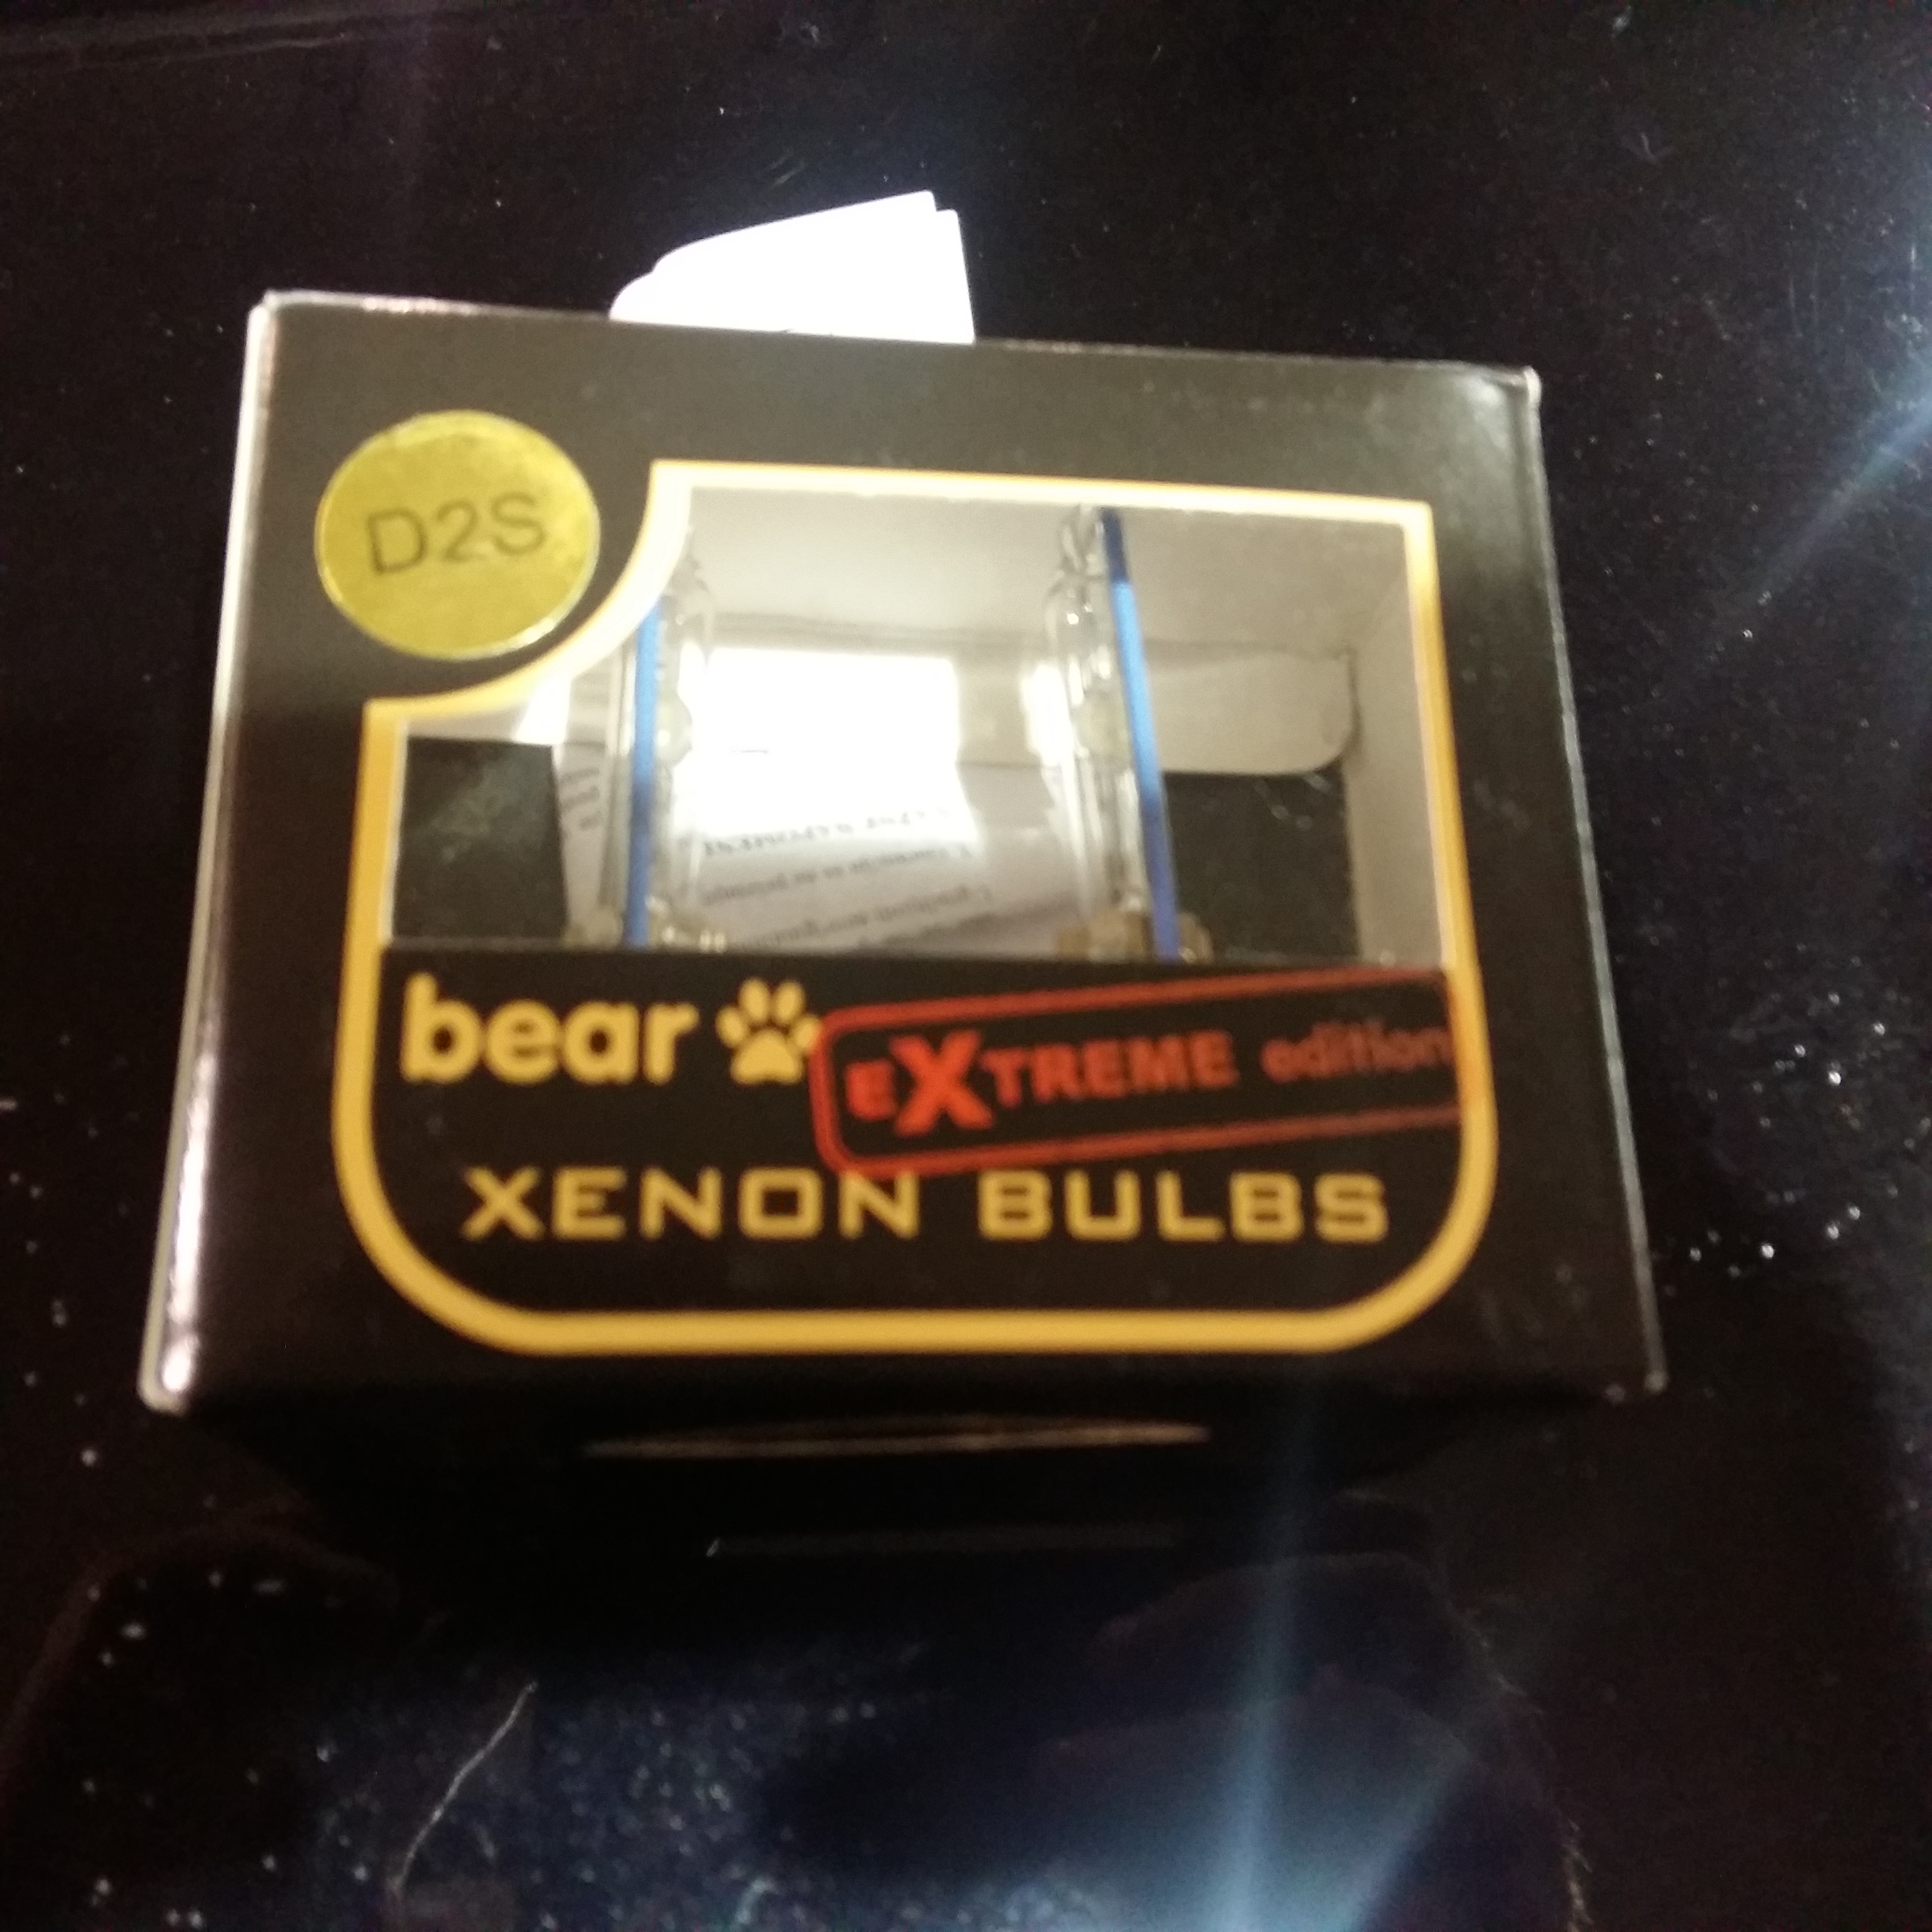 D2S
bear
eXTREME edition
XENON BULBS